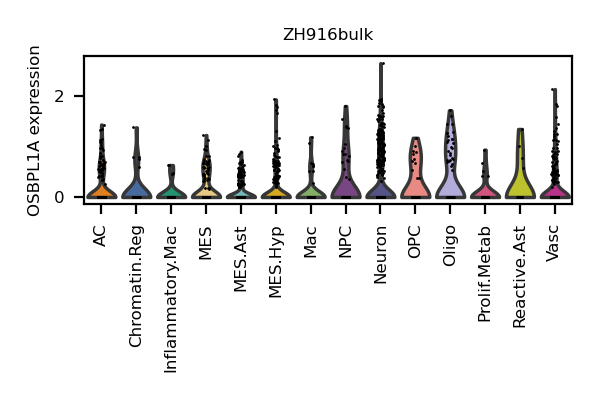 ZH916bulk
OSBPL1A expression
2
0
AC
Chromatin.Reg
Inflammatory.Mac
MES
MES.Ast
MES.Hyp
Mac
NPC
Neuron
OPC
Oligo
Prolif.Metab
Reactive.Ast
Vasc